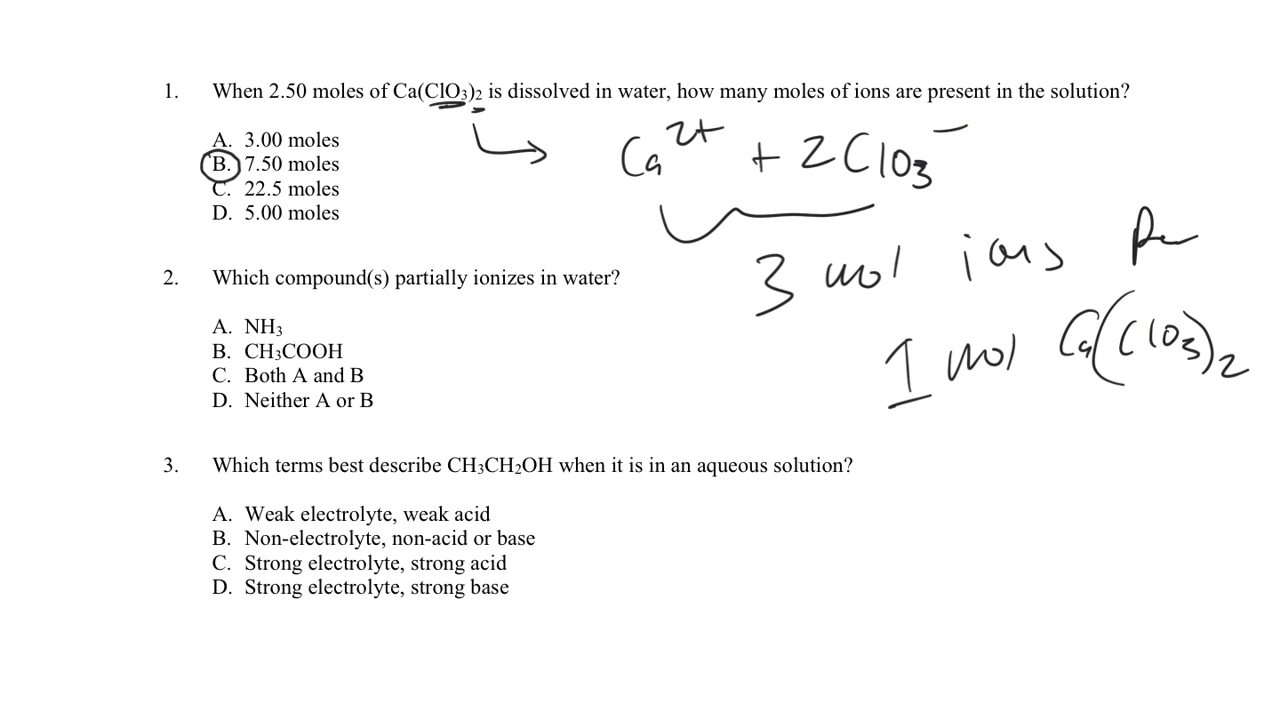 1. When 2.50 moles of Ca(ClO₃)₂ is dissolved in water, how many moles of ions are present in the solution?
A. 3.00 moles
B. 7.50 moles
C. 22.5 moles
D. 5.00 moles
Ca²⁺ + 2ClO₃⁻
3 mol ions per
1 mol Ca(ClO₃)₂
2. Which compound(s) partially ionizes in water?
A. NH₃
B. CH₃COOH
C. Both A and B
D. Neither A or B
3. Which terms best describe CH₃CH₂OH when it is in an aqueous solution?
A. Weak electrolyte, weak acid
B. Non-electrolyte, non-acid or base
C. Strong electrolyte, strong acid
D. Strong electrolyte, strong base